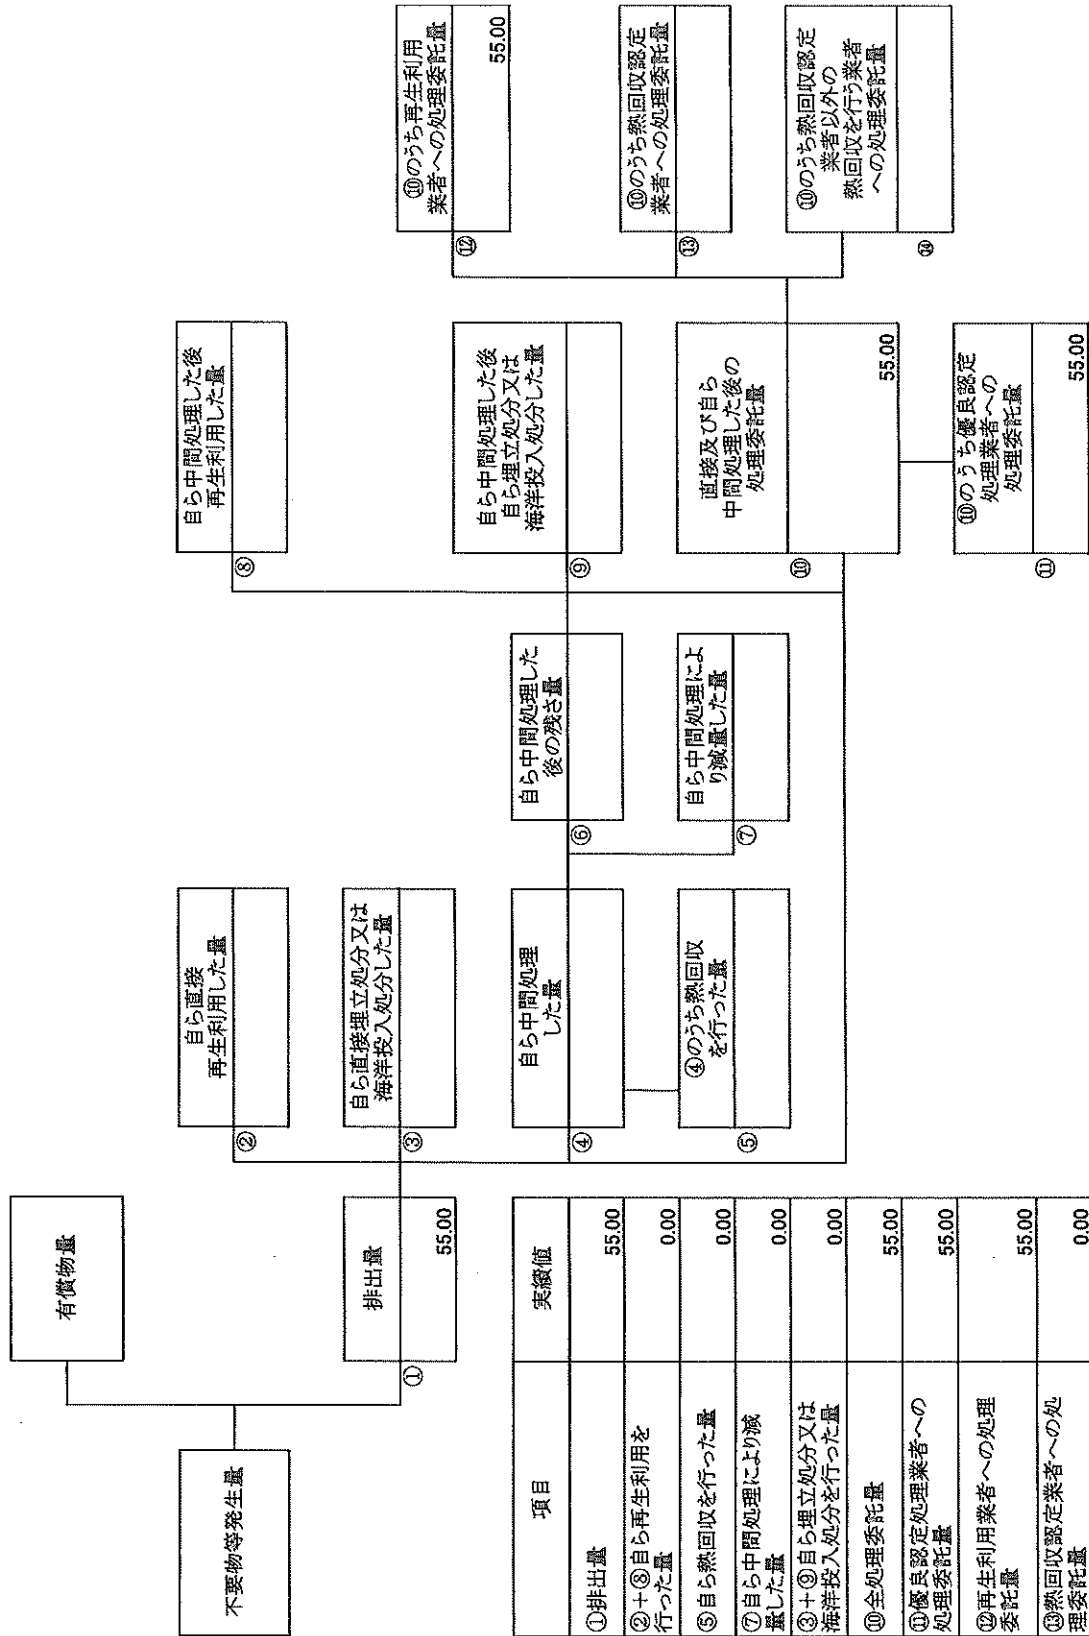 不要物等発生量
有償物量
排出量
①
55.00
自ら直接
再生利用した量
②
自ら直接埋立処分又は
海洋投入処分した量
③
自ら中間処理
した量
④
④のうち熱回収
を行った量
⑤
自ら中間処理した
後の残さ量
⑥
自ら中間処理によ
り減量した量
⑦
自ら中間処理した後
再生利用した量
⑧
自ら中間処理した後
自ら埋立処分又は
海洋投入処分した量
⑨
直接及び自ら
中間処理した後の
処理委託量
⑩
55.00
⑩のうち優良認定
処理業者への
処理委託量
⑪
55.00
⑩のうち再生利用
業者への処理委託量
⑫
55.00
⑩のうち熱回収認定
業者への処理委託量
⑬
⑩のうち熱回収認定
業者以外の
熱回収を行う業者
への処理委託量
⑭
項目
実績値
①排出量
55.00
②+⑧自ら再生利用を
行った量
0.00
⑤自ら熱回収を行った量
0.00
⑦自ら中間処理により減
量した量
0.00
③+⑨自ら埋立処分又は
海洋投入処分を行った量
0.00
⑩全処理委託量
55.00
⑪優良認定処理業者への
処理委託量
55.00
⑫再生利用業者への処理
委託量
55.00
⑬熱回収認定業者への処
理委託量
0.00